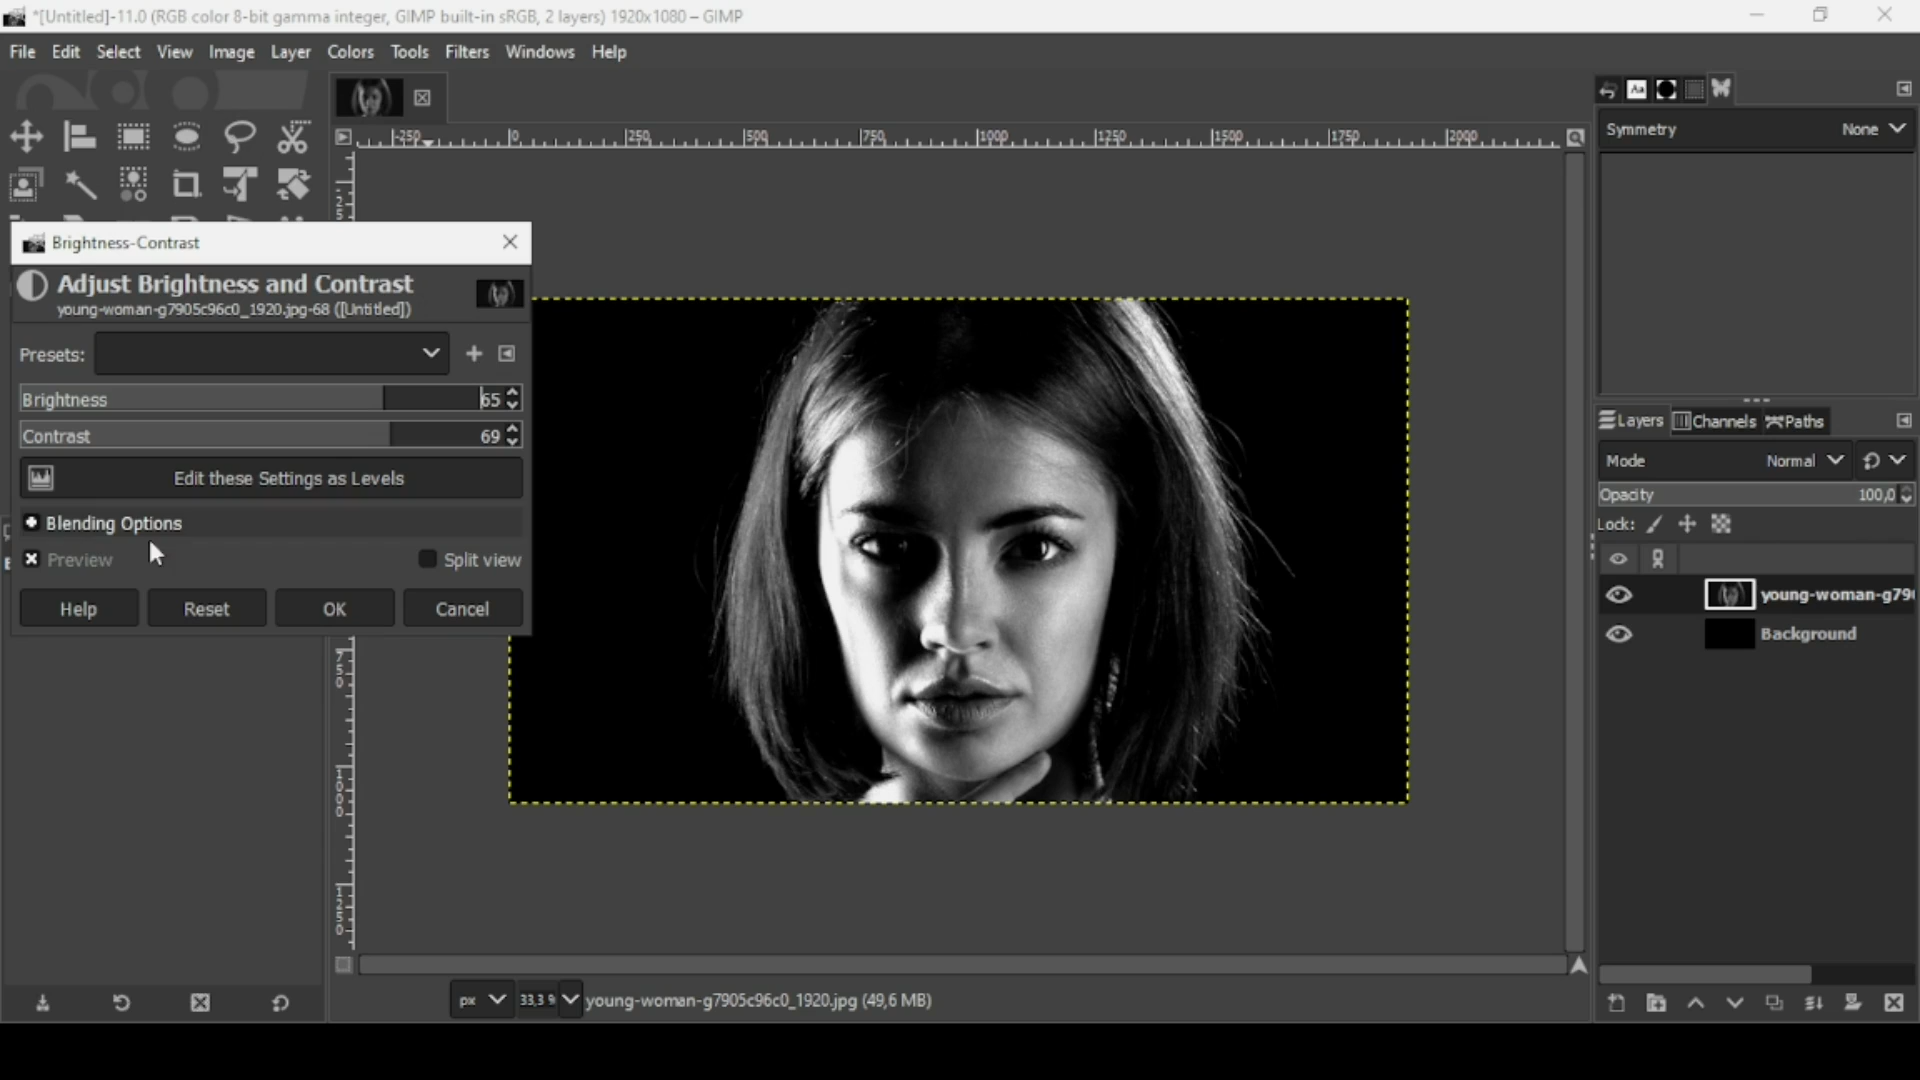 *[Untitled]-11.0 (RGB color 8-bit gamma integer, GIMP built-in sRGB, 2 layers) 1920x1080 – GIMP
File Edit Select View Image Layer Colors Tools Filters Windows Help
-250 0 250 500 750 1000 1250 1500 1750 2000
Symmetry None
Brightness-Contrast
Adjust Brightness and Contrast
young-woman-g7905c96c0_1920.jpg-68 ([Untitled])
Presets:
Brightness 65
Contrast 69
Edit these Settings as Levels
Blending Options
Preview Split view
Help Reset OK Cancel
Layers Channels Paths
Mode Normal
Opacity 100,0
Lock:
young-woman-g79
Background
750
1000
1250
px 33,3 % young-woman-g7905c96c0_1920.jpg (49,6 MB)